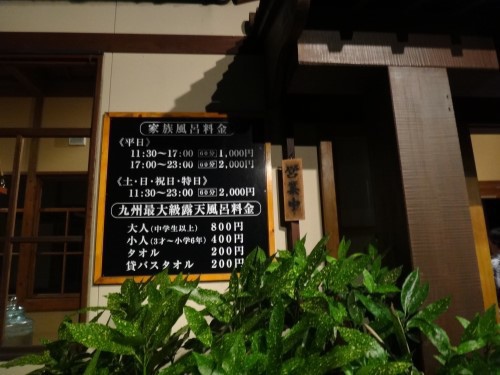 家族風呂料金
《平日》
11:30〜17:00 60分 1,000円
17:00〜23:00 60分 2,000円
《土・日・祝日・特日》
11:30〜23:00 60分 2,000円
九州最大級露天風呂料金
大人(中学生以上) 800円
小人(3才〜小学6年) 400円
タオル 200円
貸バスタオル 200円
営業中